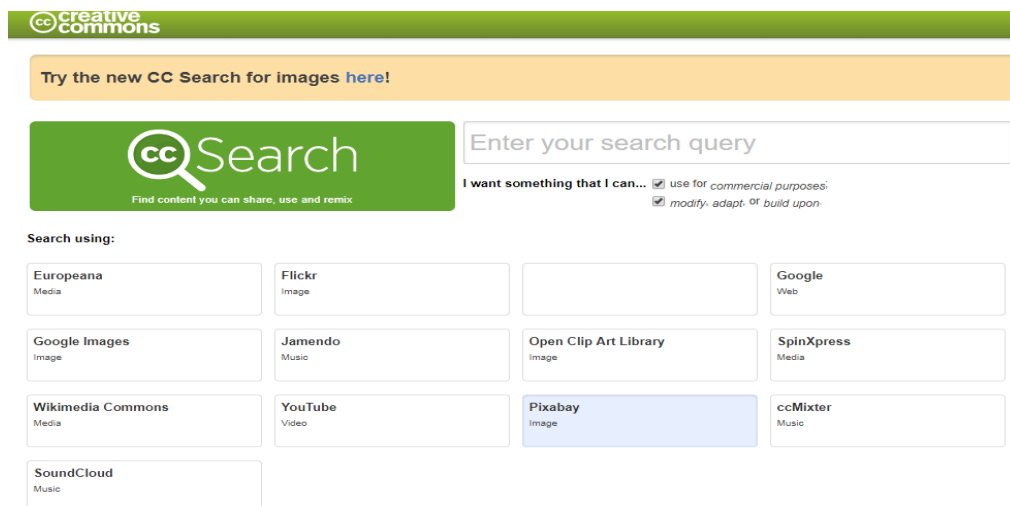 cc creative
commons
Try the new CC Search for images here!
cc Search
Find content you can share, use and remix
Enter your search query
I want something that I can... use for commercial purposes;
modify, adapt, or build upon.
Search using:
Europeana
Media
Flickr
Image
Google
Web
Google Images
Image
Jamendo
Music
Open Clip Art Library
Image
SpinXpress
Media
Wikimedia Commons
Media
YouTube
Video
Pixabay
Image
ccMixter
Music
SoundCloud
Music